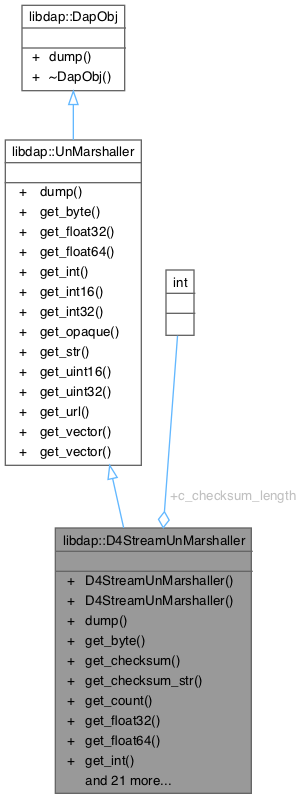 libdap::DapObj
+ dump()
+ ~DapObj()
libdap::UnMarshaller
+ dump()
+ get_byte()
+ get_float32()
+ get_float64()
+ get_int()
+ get_int16()
+ get_int32()
+ get_opaque()
+ get_str()
+ get_uint16()
+ get_uint32()
+ get_url()
+ get_vector()
+ get_vector()
int
+c_checksum_length
libdap::D4StreamUnMarshaller
+ D4StreamUnMarshaller()
+ D4StreamUnMarshaller()
+ dump()
+ get_byte()
+ get_checksum()
+ get_checksum_str()
+ get_count()
+ get_float32()
+ get_float64()
+ get_int()
and 21 more...